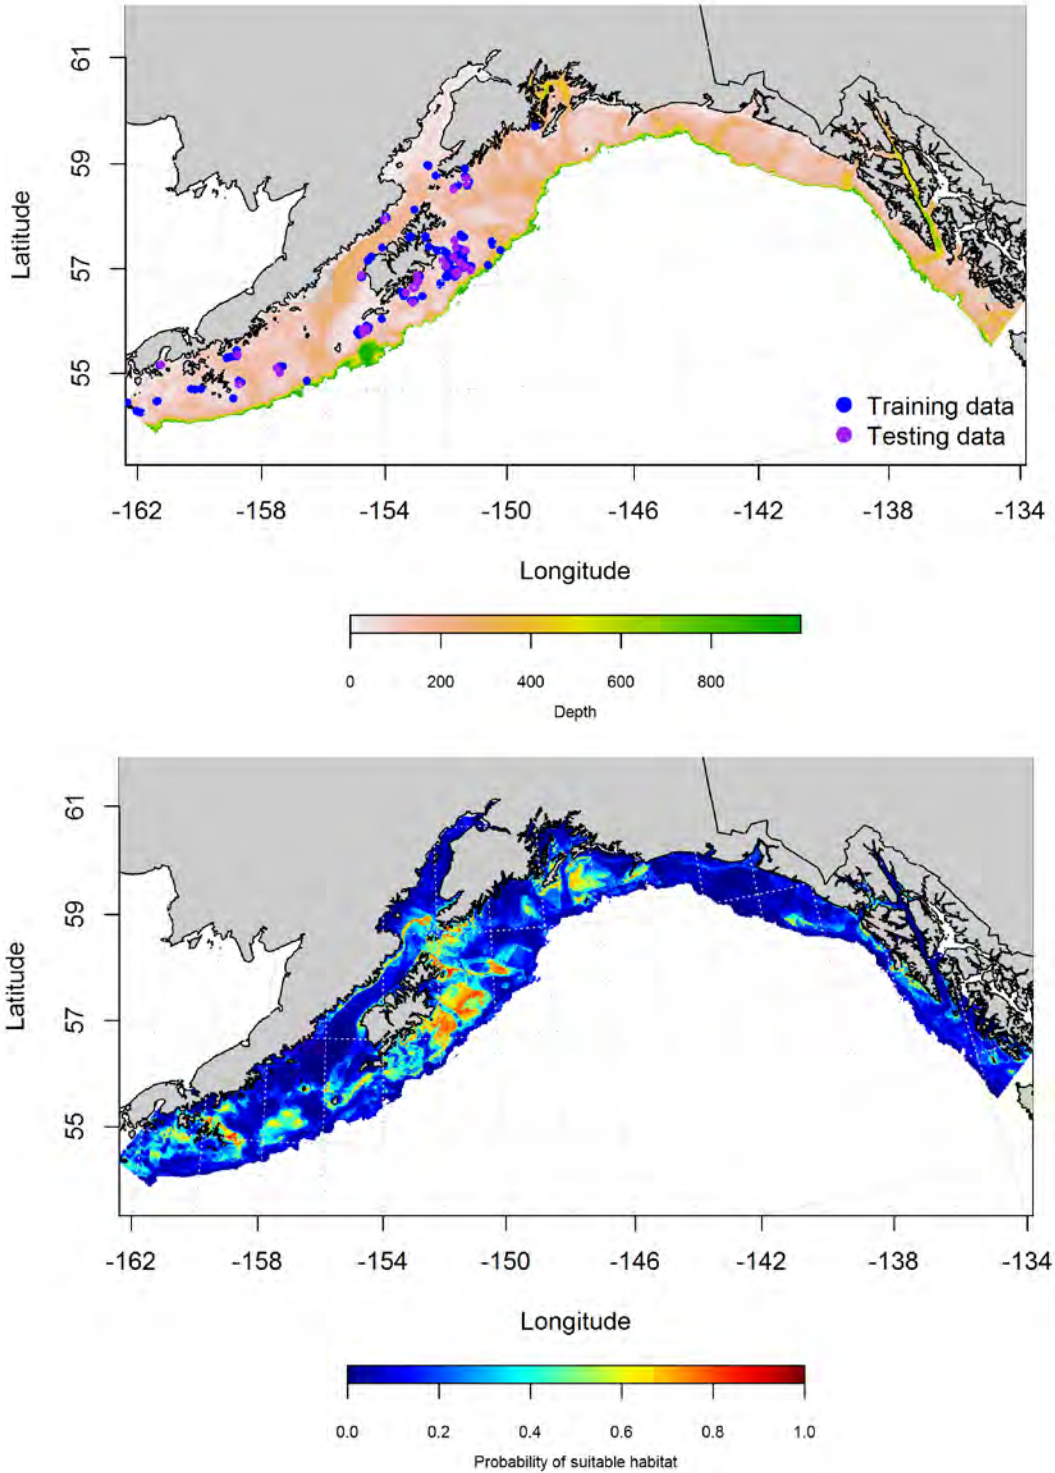 61
59
57
55
Latitude
Training data
Testing data
-162 -158 -154 -150 -146 -142 -138 -134
Longitude
0 200 400 600 800
Depth
61
59
57
55
Latitude
-162 -158 -154 -150 -146 -142 -138 -134
Longitude
0.0 0.2 0.4 0.6 0.8 1.0
Probability of suitable habitat